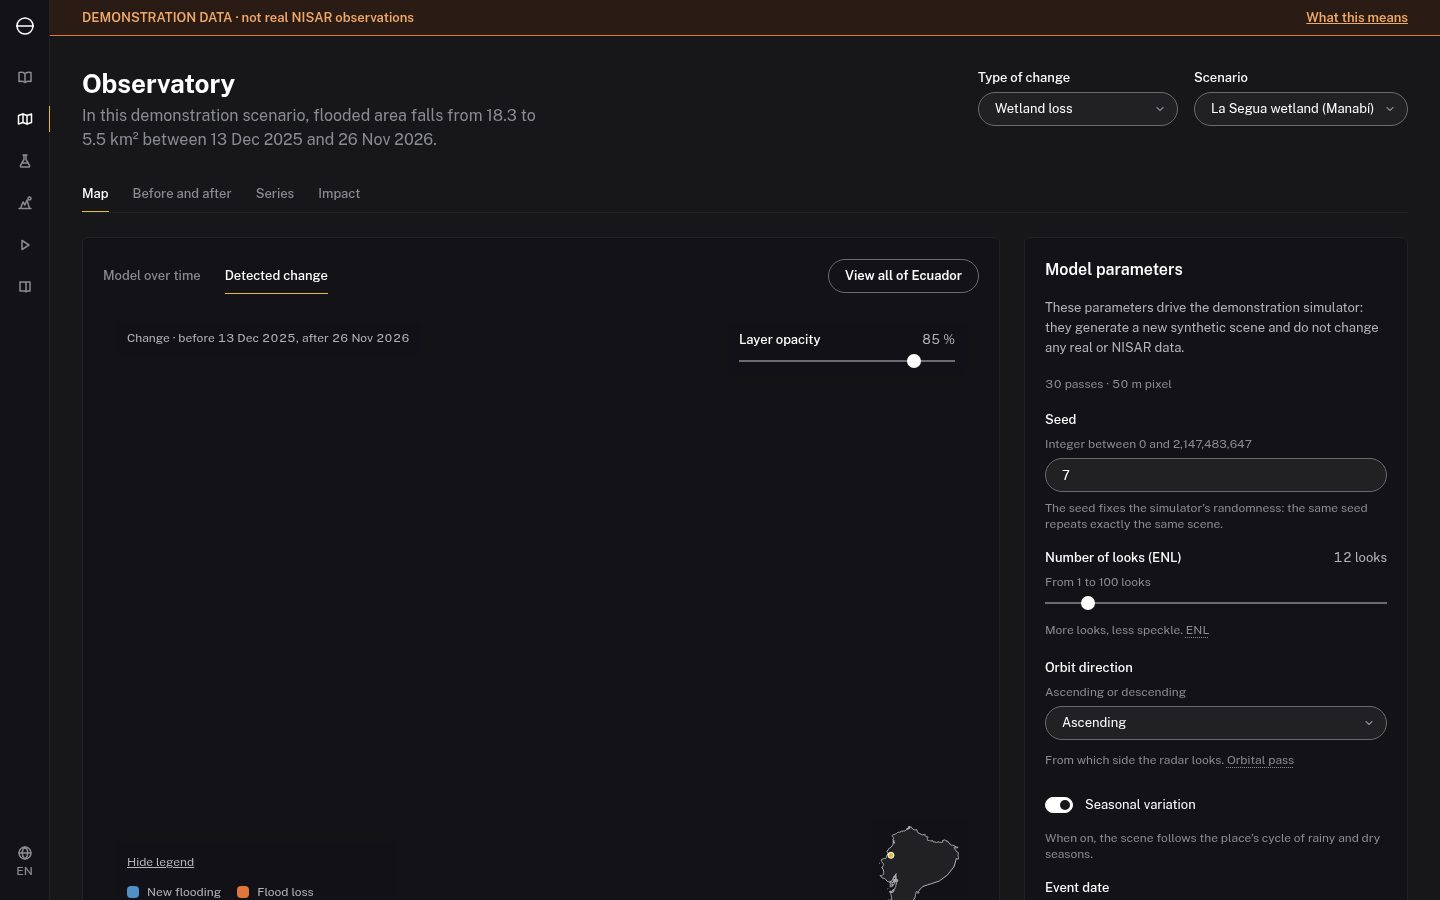 DEMONSTRATION DATA · not real NISAR observations
What this means
Observatory
In this demonstration scenario, flooded area falls from 18.3 to
5.5 km² between 13 Dec 2025 and 26 Nov 2026.
Type of change
Wetland loss
Scenario
La Segua wetland (Manabí)
Map
Before and after
Series
Impact
Model over time
Detected change
View all of Ecuador
Change · before 13 Dec 2025, after 26 Nov 2026
Layer opacity
85 %
Hide legend
New flooding
Flood loss
Model parameters
These parameters drive the demonstration simulator:
they generate a new synthetic scene and do not change
any real or NISAR data.
30 passes · 50 m pixel
Seed
Integer between 0 and 2,147,483,647
7
The seed fixes the simulator's randomness: the same seed
repeats exactly the same scene.
Number of looks (ENL)
12 looks
From 1 to 100 looks
More looks, less speckle. ENL
Orbit direction
Ascending or descending
Ascending
From which side the radar looks. Orbital pass
Seasonal variation
When on, the scene follows the place's cycle of rainy and dry
seasons.
Event date
EN